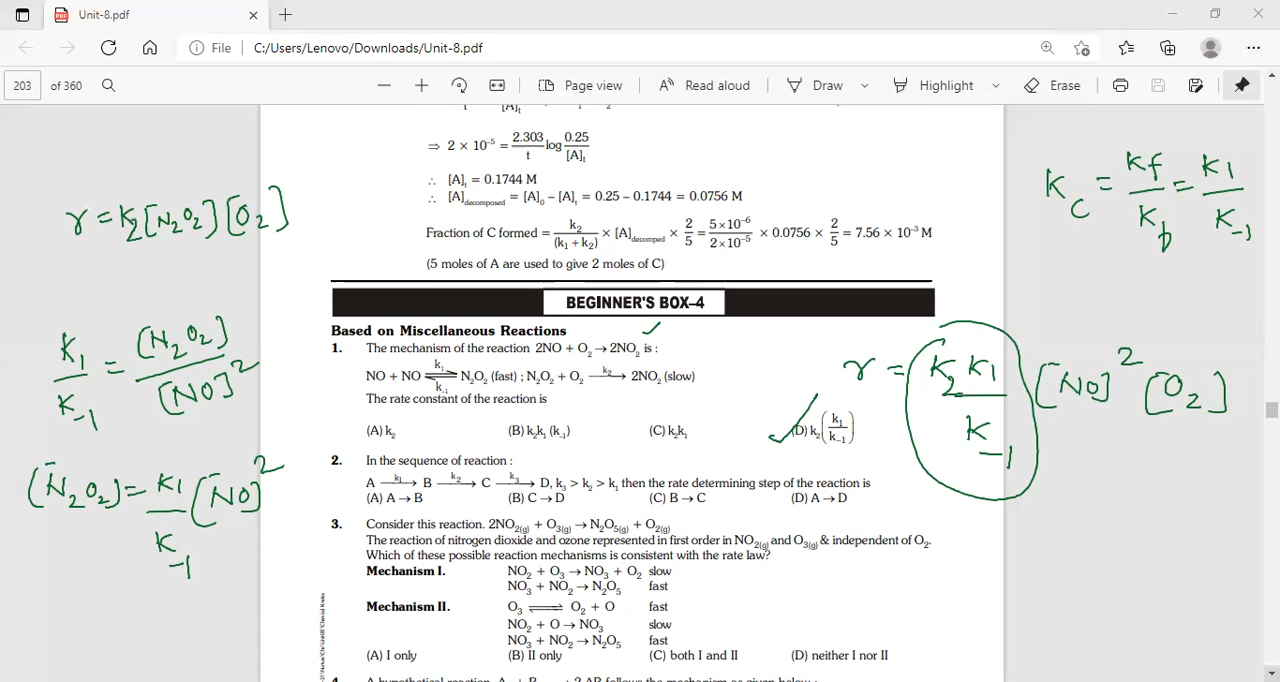 Unit-8.pdf
File C:/Users/Lenovo/Downloads/Unit-8.pdf
203 of 360 Page view Read aloud Draw Highlight Erase
⇒ 2 × 10⁻⁵ = 2.303/t log 0.25/[A]ₜ
∴ [A]ₜ = 0.1744 M
∴ [A]decomposed = [A]₀ – [A]ₜ = 0.25 – 0.1744 = 0.0756 M
Fraction of C formed = k₂/(k₁ + k₂) × [A]decomped × 2/5 = 5×10⁻⁶/2×10⁻⁵ × 0.0756 × 2/5 = 7.56 × 10⁻³ M
(5 moles of A are used to give 2 moles of C)
BEGINNER'S BOX–4
Based on Miscellaneous Reactions
1. The mechanism of the reaction 2NO + O₂ → 2NO₂ is :
NO + NO ⇌ (k₁, k₋₁) N₂O₂ (fast) ; N₂O₂ + O₂ —k₂→ 2NO₂ (slow)
The rate constant of the reaction is
(A) k₂ (B) k₂k₁ (k₋₁) (C) k₂k₁ (D) k₂(k₁/k₋₁)
2. In the sequence of reaction :
A —k₁→ B —k₂→ C —k₃→ D, k₃ > k₂ > k₁ then the rate determining step of the reaction is
(A) A → B (B) C → D (C) B → C (D) A → D
3. Consider this reaction. 2NO₂(g) + O₃(g) → N₂O₅(g) + O₂(g)
The reaction of nitrogen dioxide and ozone represented in first order in NO₂(g) and O₃(g) & independent of O₂.
Which of these possible reaction mechanisms is consistent with the rate law?
Mechanism I. NO₂ + O₃ → NO₃ + O₂ slow
NO₃ + NO₂ → N₂O₅ fast
Mechanism II. O₃ ⇌ O₂ + O fast
NO₂ + O → NO₃ slow
NO₃ + NO₂ → N₂O₅ fast
(A) I only (B) II only (C) both I and II (D) neither I nor II
r = K₂[N₂O₂][O₂]
K₁/K₋₁ = [N₂O₂]/[NO]²
[N₂O₂] = K₁/K₋₁ [NO]²
K_C = Kf/Kb = K₁/K₋₁
r = K₂K₁/K₋₁ [NO]² [O₂]